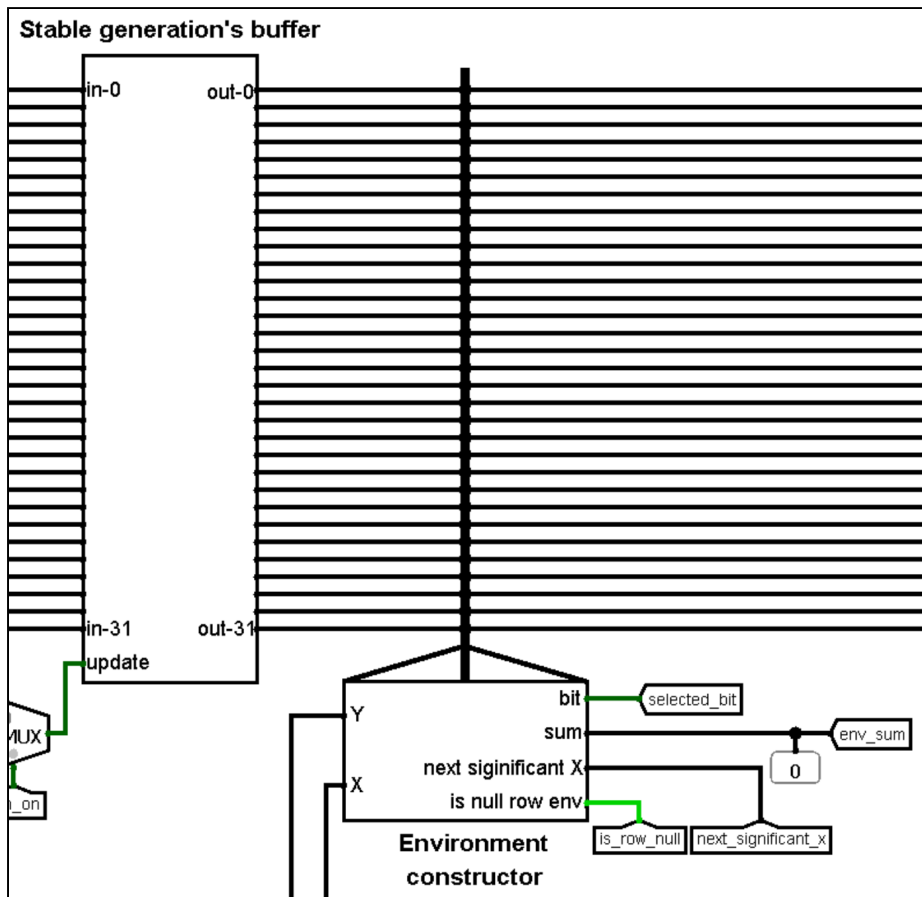 Stable generation's buffer
in-0 out-0
in-31 out-31
update
MUX
n_on
Y bit selected_bit
sum env_sum
0
X next siginificant X
is null row env
is_row_null next_significant_x
Environment
constructor